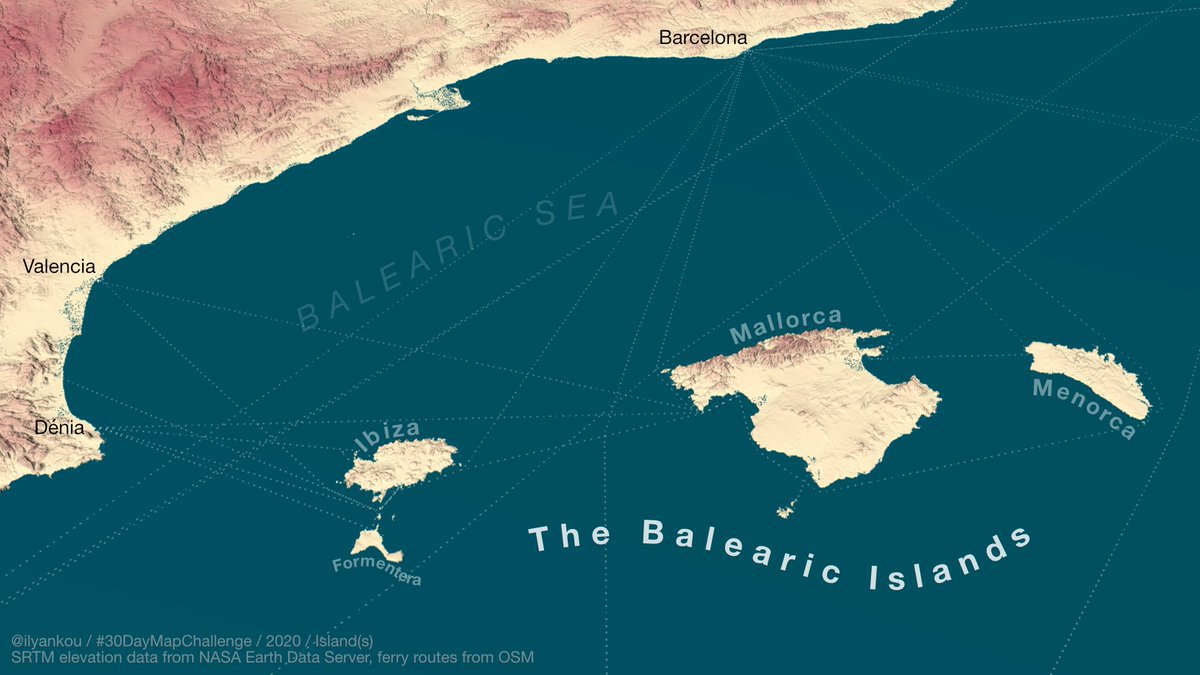 Barcelona
BALEARIC SEA
Valencia
Mallorca
Menorca
Dénia
Ibiza
The Balearic Islands
Formentera
@ilyankou / #30DayMapChallenge / 2020 / Island(s)
SRTM elevation data from NASA Earth Data Server, ferry routes from OSM